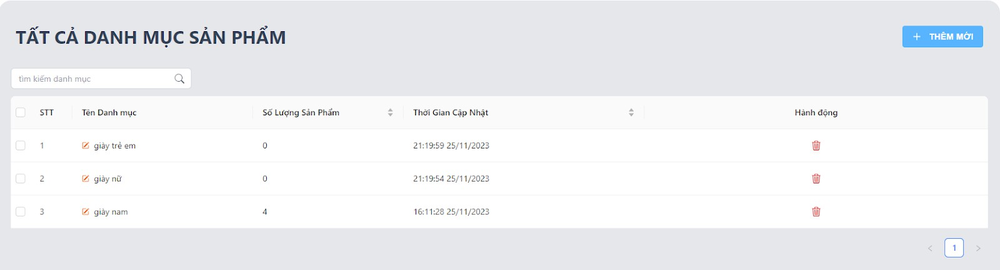 TẤT CẢ DANH MỤC SẢN PHẨM
THÊM MỚI
tìm kiếm danh mục
STT Tên Danh mục Số Lượng Sản Phẩm Thời Gian Cập Nhật Hành động
1 giày trẻ em 0 21:19:59 25/11/2023
2 giày nữ 0 21:19:54 25/11/2023
3 giày nam 4 16:11:28 25/11/2023
1